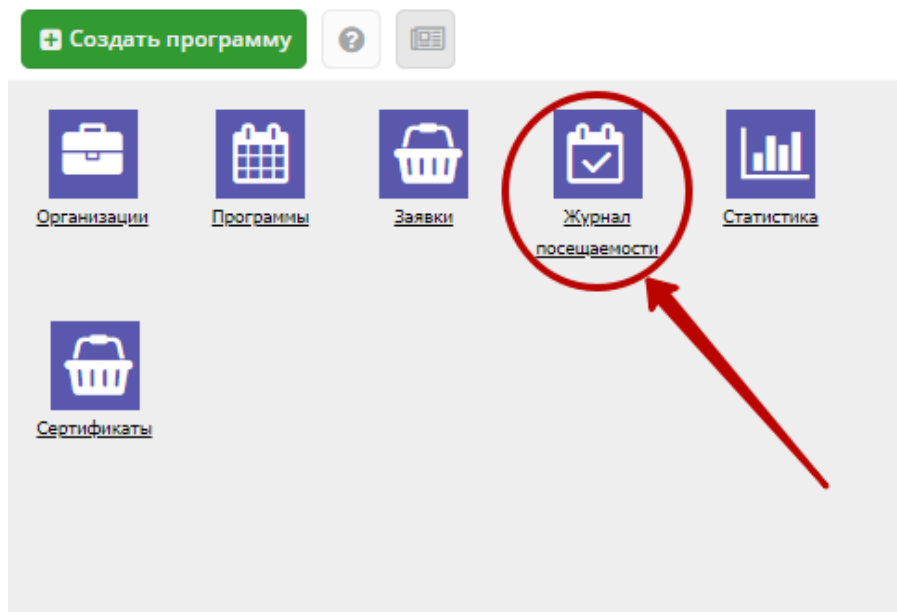 Создать программу
Организации
Программы
Заявки
Журнал
посещаемости
Статистика
Сертификаты